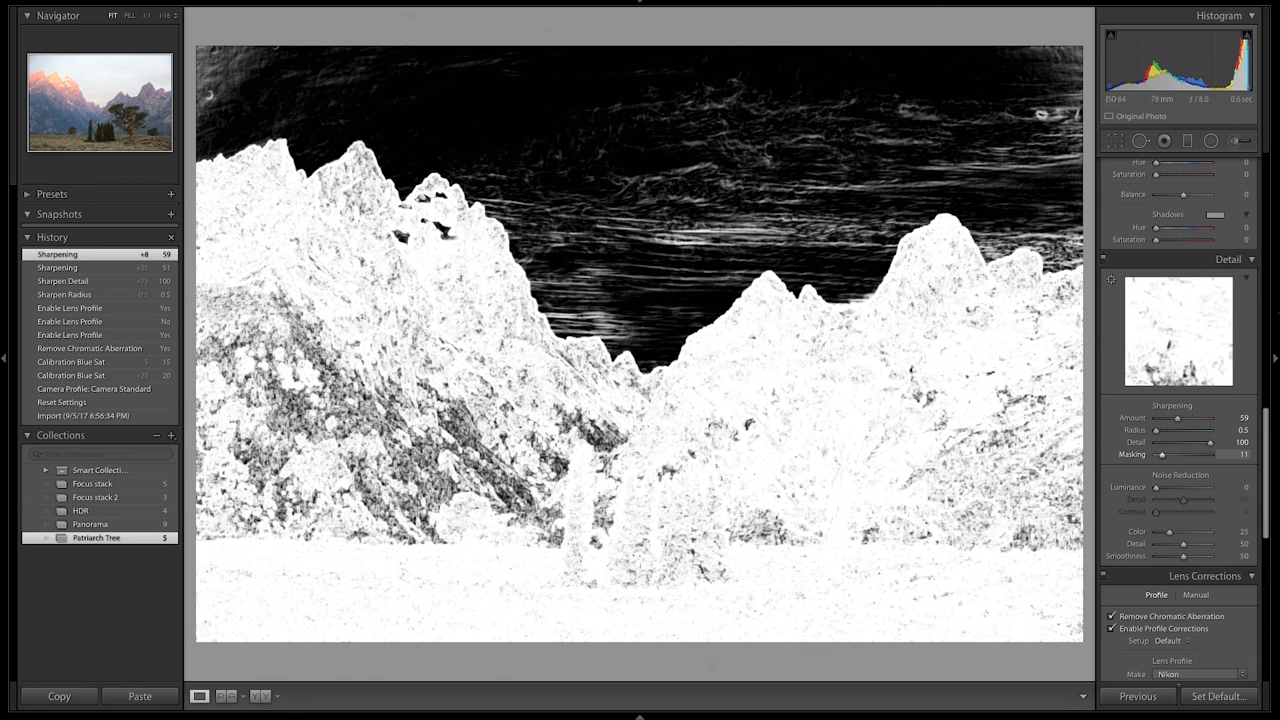 Navigator FIT FILL 1:1 1:16
Presets
Snapshots
History
Sharpening +8 59
Sharpening +26 51
Sharpen Detail +75 100
Sharpen Radius -0.5 0.5
Enable Lens Profile Yes
Enable Lens Profile No
Enable Lens Profile Yes
Remove Chromatic Aberration Yes
Calibration Blue Sat -5 15
Calibration Blue Sat +20 20
Camera Profile: Camera Standard
Reset Settings
Import (9/5/17 8:56:34 PM)
Collections
Filter Collections
Smart Collecti...
Focus stack 5
Focus stack 2 3
HDR 4
Panorama 9
Patriarch Tree 5
Copy Paste
Histogram
ISO 64 78 mm ƒ / 8.0 0.6 sec
Original Photo
Hue 0
Saturation 0
Balance 0
Shadows
Hue 0
Saturation 0
Detail
Sharpening
Amount 59
Radius 0.5
Detail 100
Masking 11
Noise Reduction
Luminance 0
Detail
Contrast
Color 25
Detail 50
Smoothness 50
Lens Corrections
Profile Manual
Remove Chromatic Aberration
Enable Profile Corrections
Setup Default
Lens Profile
Make Nikon
Previous Set Default...